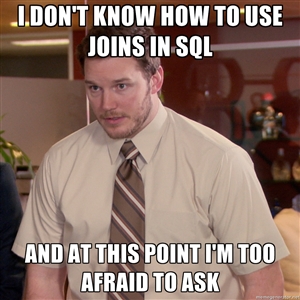 I DON'T KNOW HOW TO USE
JOINS IN SQL
AND AT THIS POINT I'M TOO
AFRAID TO ASK